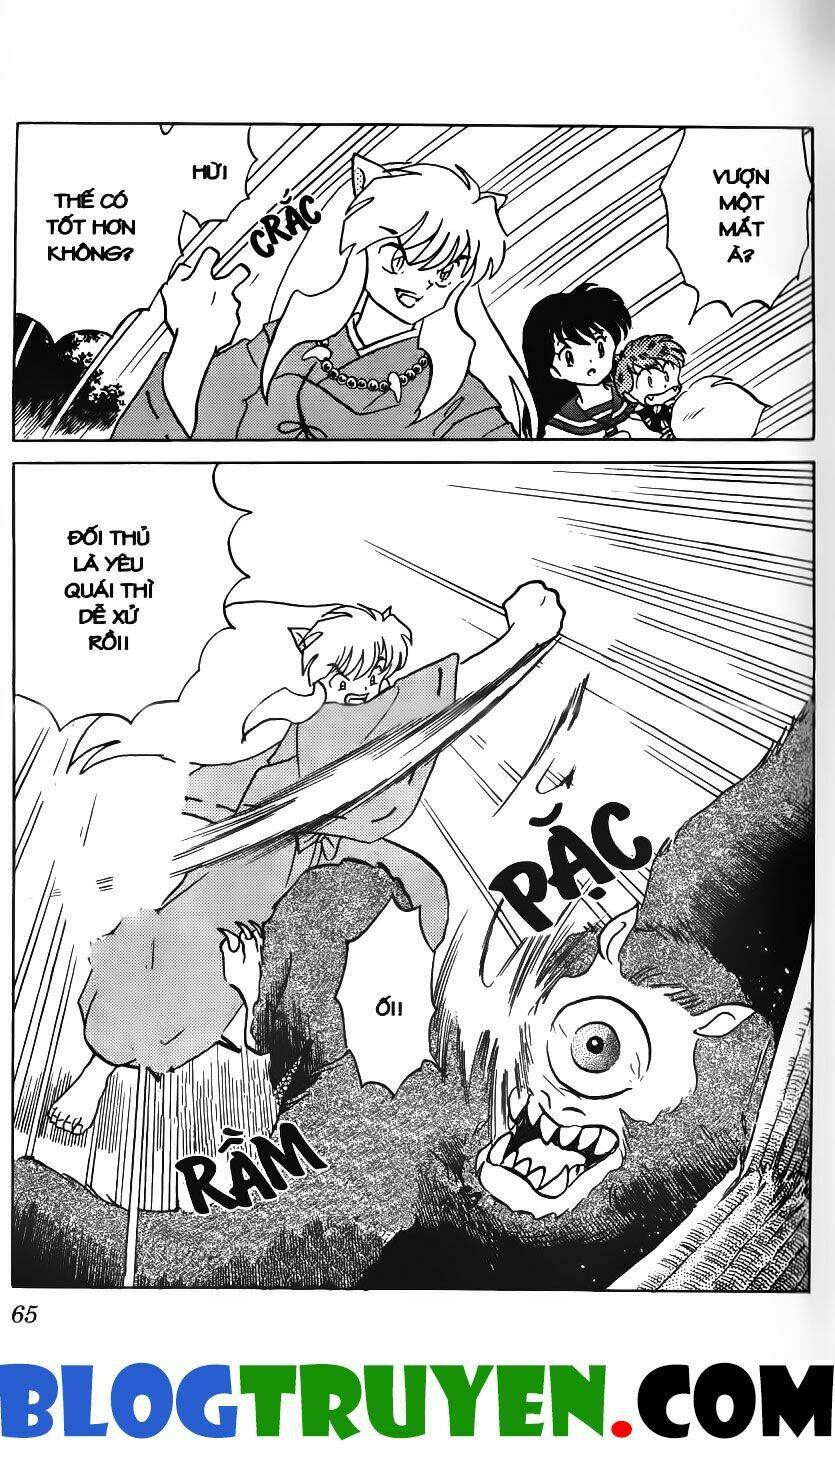 VƯỢN
MỘT
MẮT
À?
HỪ!
THẾ CÓ
TỐT HƠN
KHÔNG?
CRẮC
ĐỐI THỦ
LÀ YÊU
QUÁI THÌ
DỄ XỬ
RỒI!
PẶC
ỐI!
RẦM
65
BLOGTRUYEN.COM